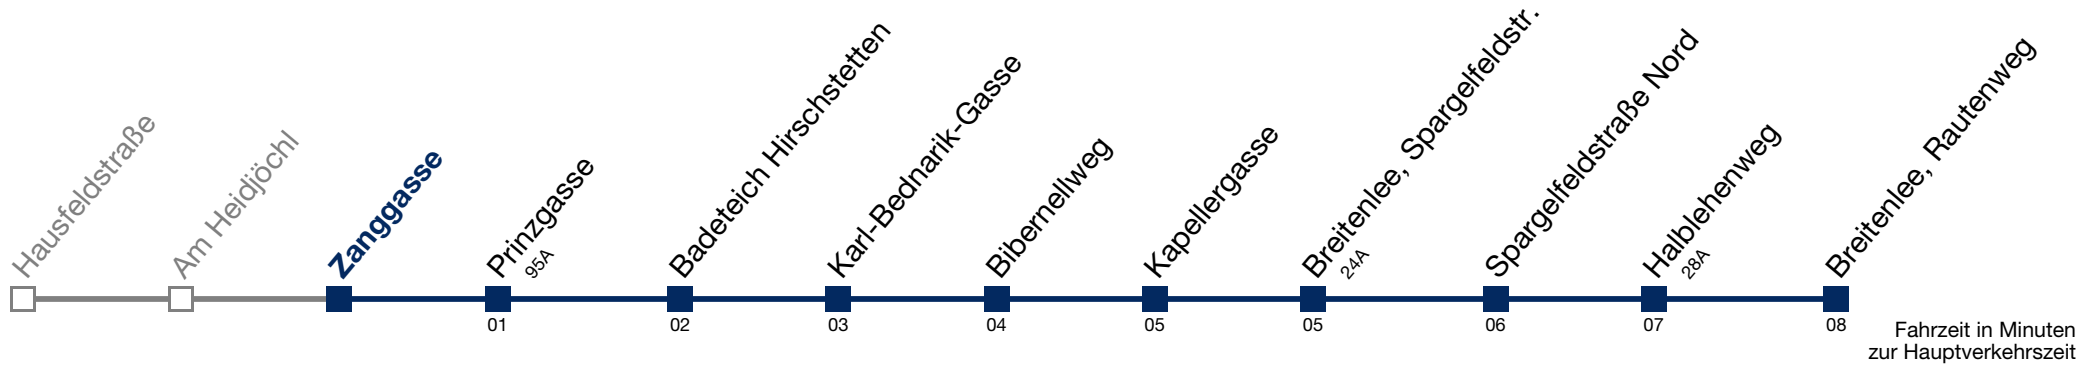 Hausfeldstraße
Am Heidjöchl
Zanggasse
Prinzgasse
95A
Badeteich Hirschstetten
Karl-Bednarik-Gasse
Bibernellweg
Kapellergasse
Breitenlee, Spargelfeldstr.
24A
Spargelfeldstraße Nord
Halblehenweg
28A
Breitenlee, Rautenweg
01
02
03
04
05
05
06
07
08
Fahrzeit in Minuten
zur Hauptverkehrszeit